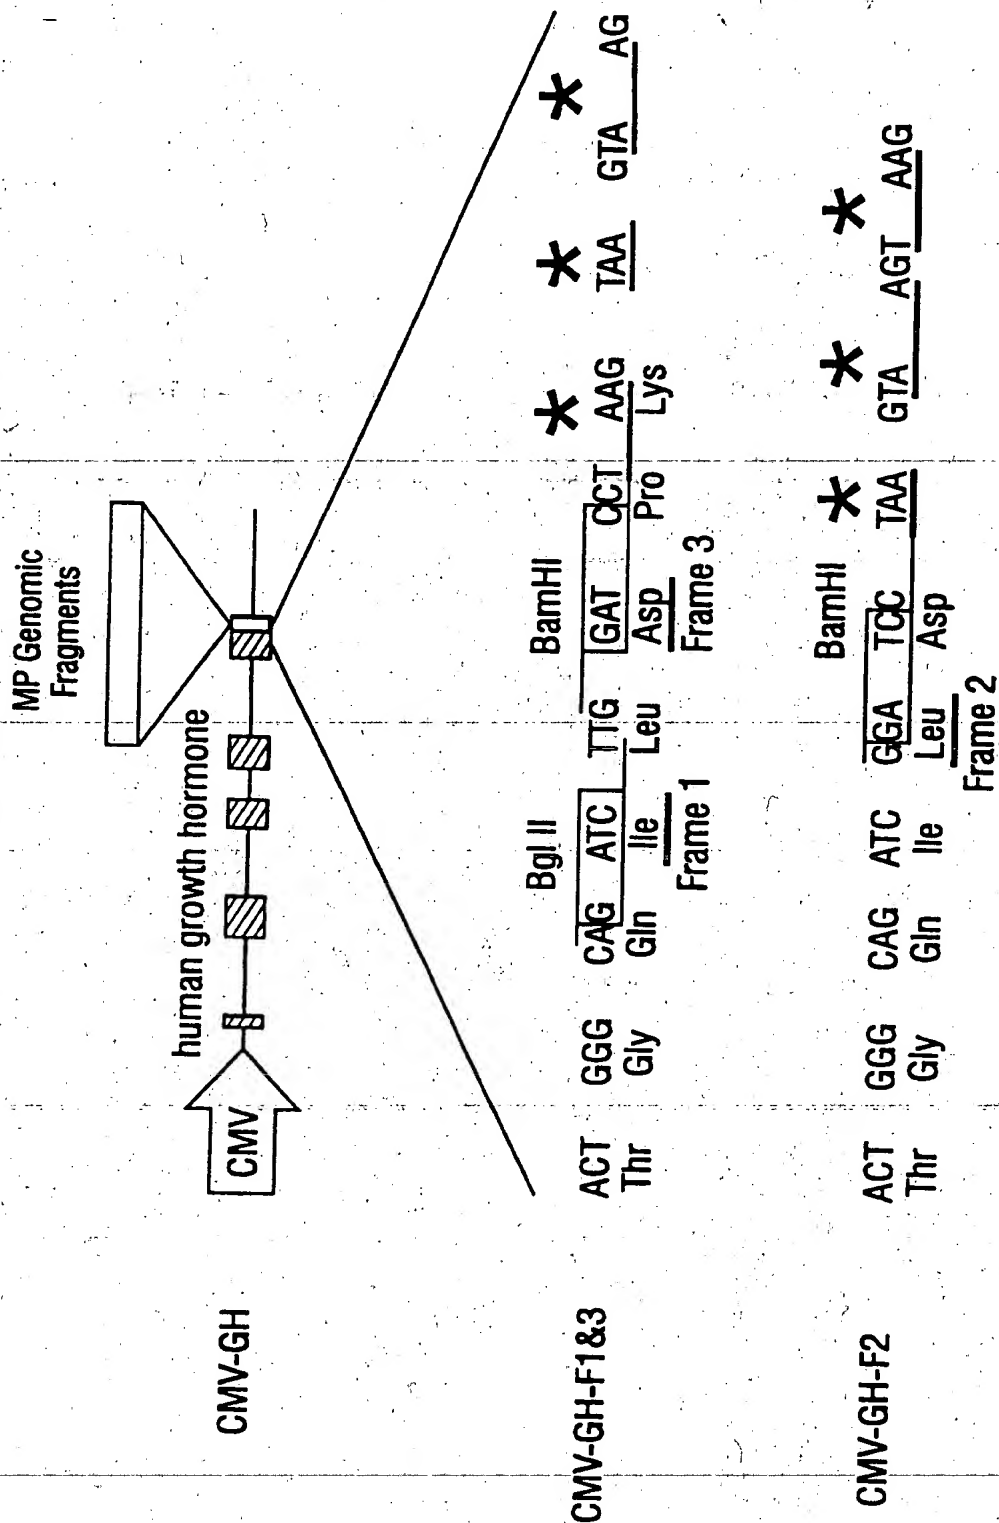 MP Genomic
Fragments
human growth hormone
CMV
CMV-GH
Bgl II BamHI
* * *
CMV-GH-F1&3 ACT GGG CAG ATC TTG GAT CCT AAG TAA GTA AG
Thr Gly Gln Ile Leu Asp Pro Lys
Frame 1 Frame 3
BamHI
* * *
CMV-GH-F2 ACT GGG CAG ATC GGA TCC TAA GTA AGT AAG
Thr Gly Gln Ile Leu Asp
Frame 2